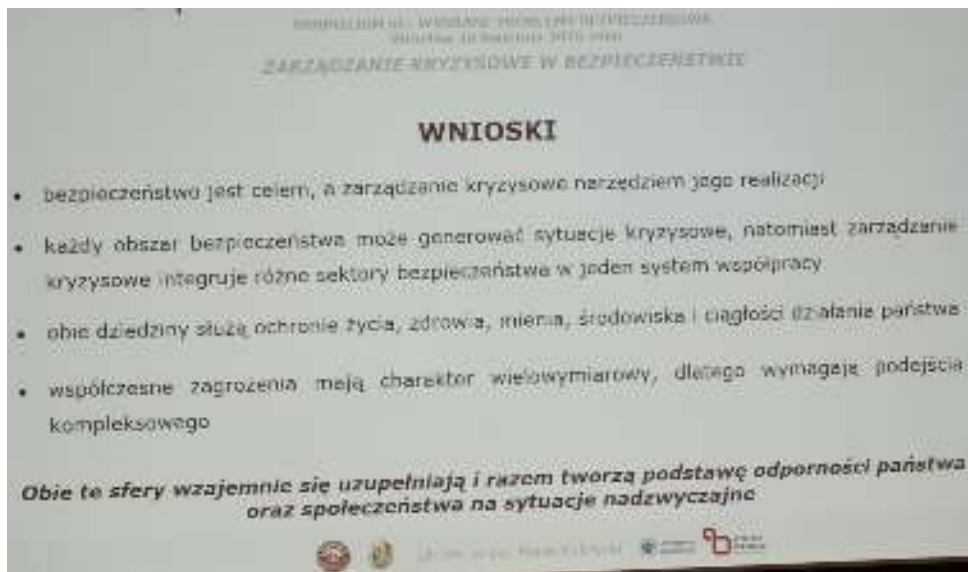 ZARZĄDZANIE KRYZYSOWE W BEZPIECZEŃSTWIE
WNIOSKI
• bezpieczeństwo jest celem, a zarządzanie kryzysowe narzędziem jego realizacji
• każdy obszar bezpieczeństwa może generować sytuacje kryzysowe, natomiast zarządzanie
kryzysowe integruje różne sektory bezpieczeństwa w jeden system współpracy
• obie dziedziny służą ochronie życia, zdrowia, mienia, środowiska i ciągłości działania państwa
• współczesne zagrożenia mają charakter wielowymiarowy, dlatego wymagają podejścia
kompleksowego
Obie te sfery wzajemnie się uzupełniają i razem tworzą podstawę odporności państwa
oraz społeczeństwa na sytuacje nadzwyczajne